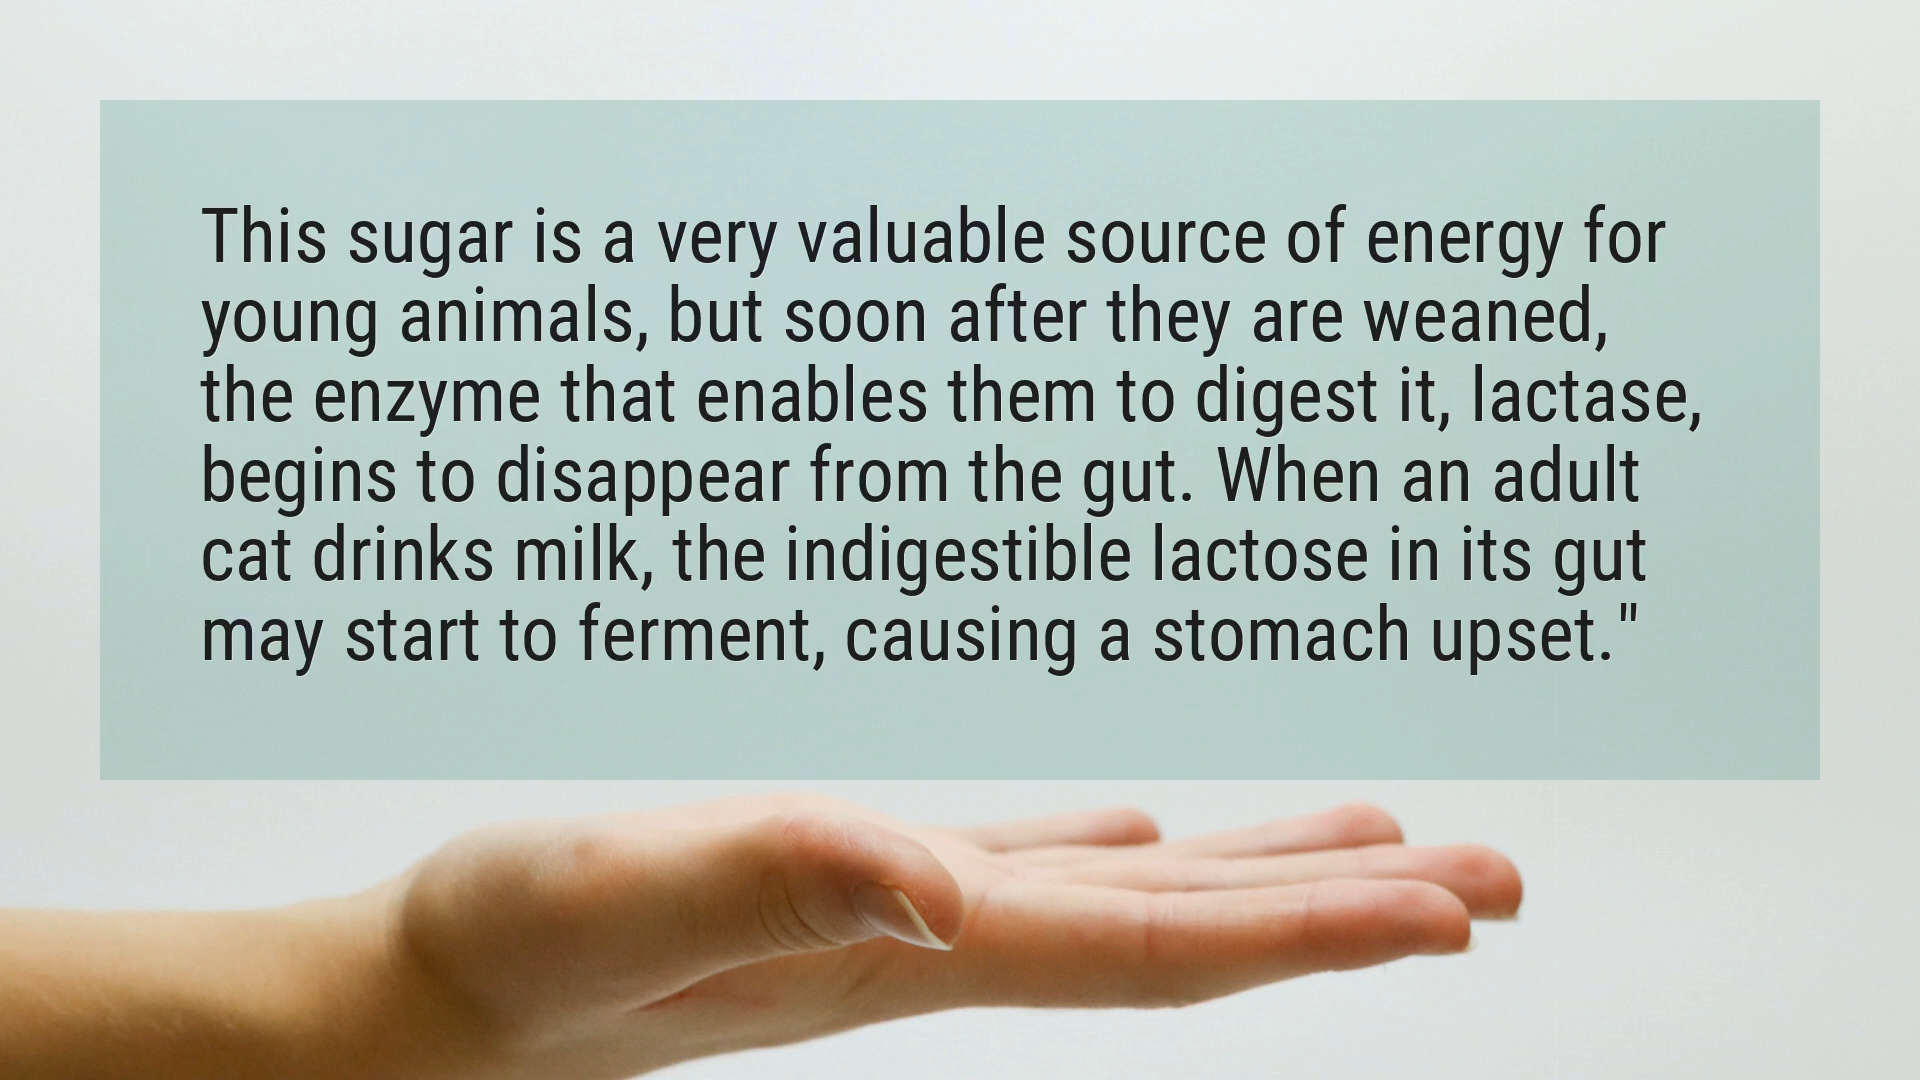 This sugar is a very valuable source of energy for
young animals, but soon after they are weaned,
the enzyme that enables them to digest it, lactase,
begins to disappear from the gut. When an adult
cat drinks milk, the indigestible lactose in its gut
may start to ferment, causing a stomach upset."